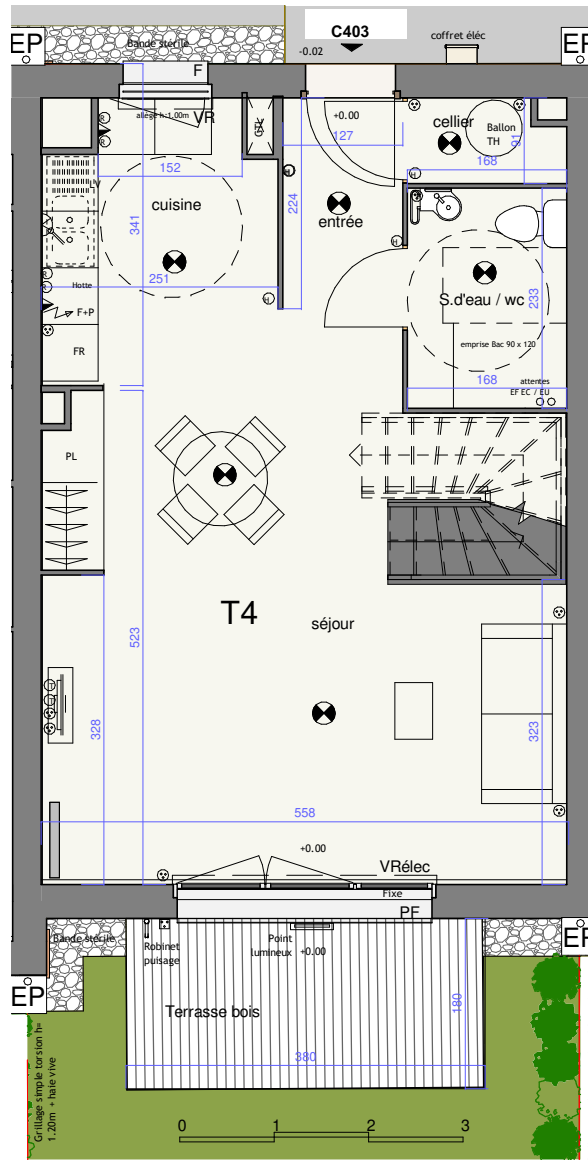 C403
coffret éléc
EP
EP
Bande stérile
-0.02
F
allège h:1.00m
VR
GTL
+0.00
127
cellier
Ballon
TH
91
168
152
341
cuisine
224
entrée
LV
251
233
S.d'eau / wc
Hotte
F+P
FR
emprise Bac 90 x 120
168
attentes
EF EC / EU
PL
T4
séjour
523
328
323
558
+0.00
VRélec
Fixe
PF
Bande stérile
Robinet
puisage
Point
lumineux
+0.00
EP
EP
Terrasse bois
180
380
Grillage simple torsion h=
1.20m + haie vive
0 1 2 3